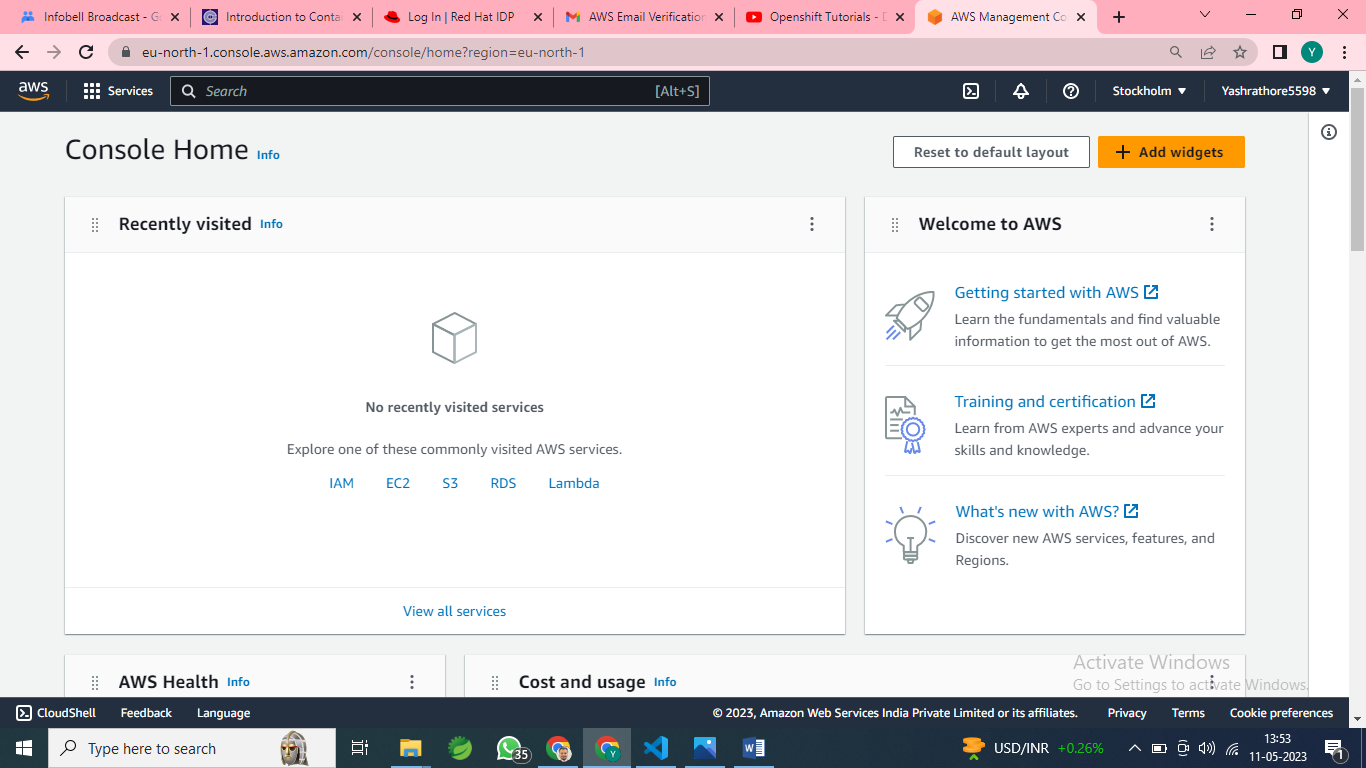 Infobell Broadcast - Go
Introduction to Contai
Log In | Red Hat IDP
AWS Email Verification
Openshift Tutorials - D
AWS Management Co
eu-north-1.console.aws.amazon.com/console/home?region=eu-north-1
Y
aws
Services
Search
[Alt+S]
Stockholm
Yashrathore5598
Console Home Info
Reset to default layout
Add widgets
Recently visited Info
Welcome to AWS
No recently visited services
Explore one of these commonly visited AWS services.
IAM EC2 S3 RDS Lambda
View all services
Getting started with AWS
Learn the fundamentals and find valuable
information to get the most out of AWS.
Training and certification
Learn from AWS experts and advance your
skills and knowledge.
What's new with AWS?
Discover new AWS services, features, and
Regions.
AWS Health Info
Cost and usage Info
Activate Windows
Go to Settings to activate Windows.
CloudShell Feedback Language
© 2023, Amazon Web Services India Private Limited or its affiliates. Privacy Terms Cookie preferences
Type here to search
35
Y
USD/INR +0.26%
13:53
11-05-2023
1